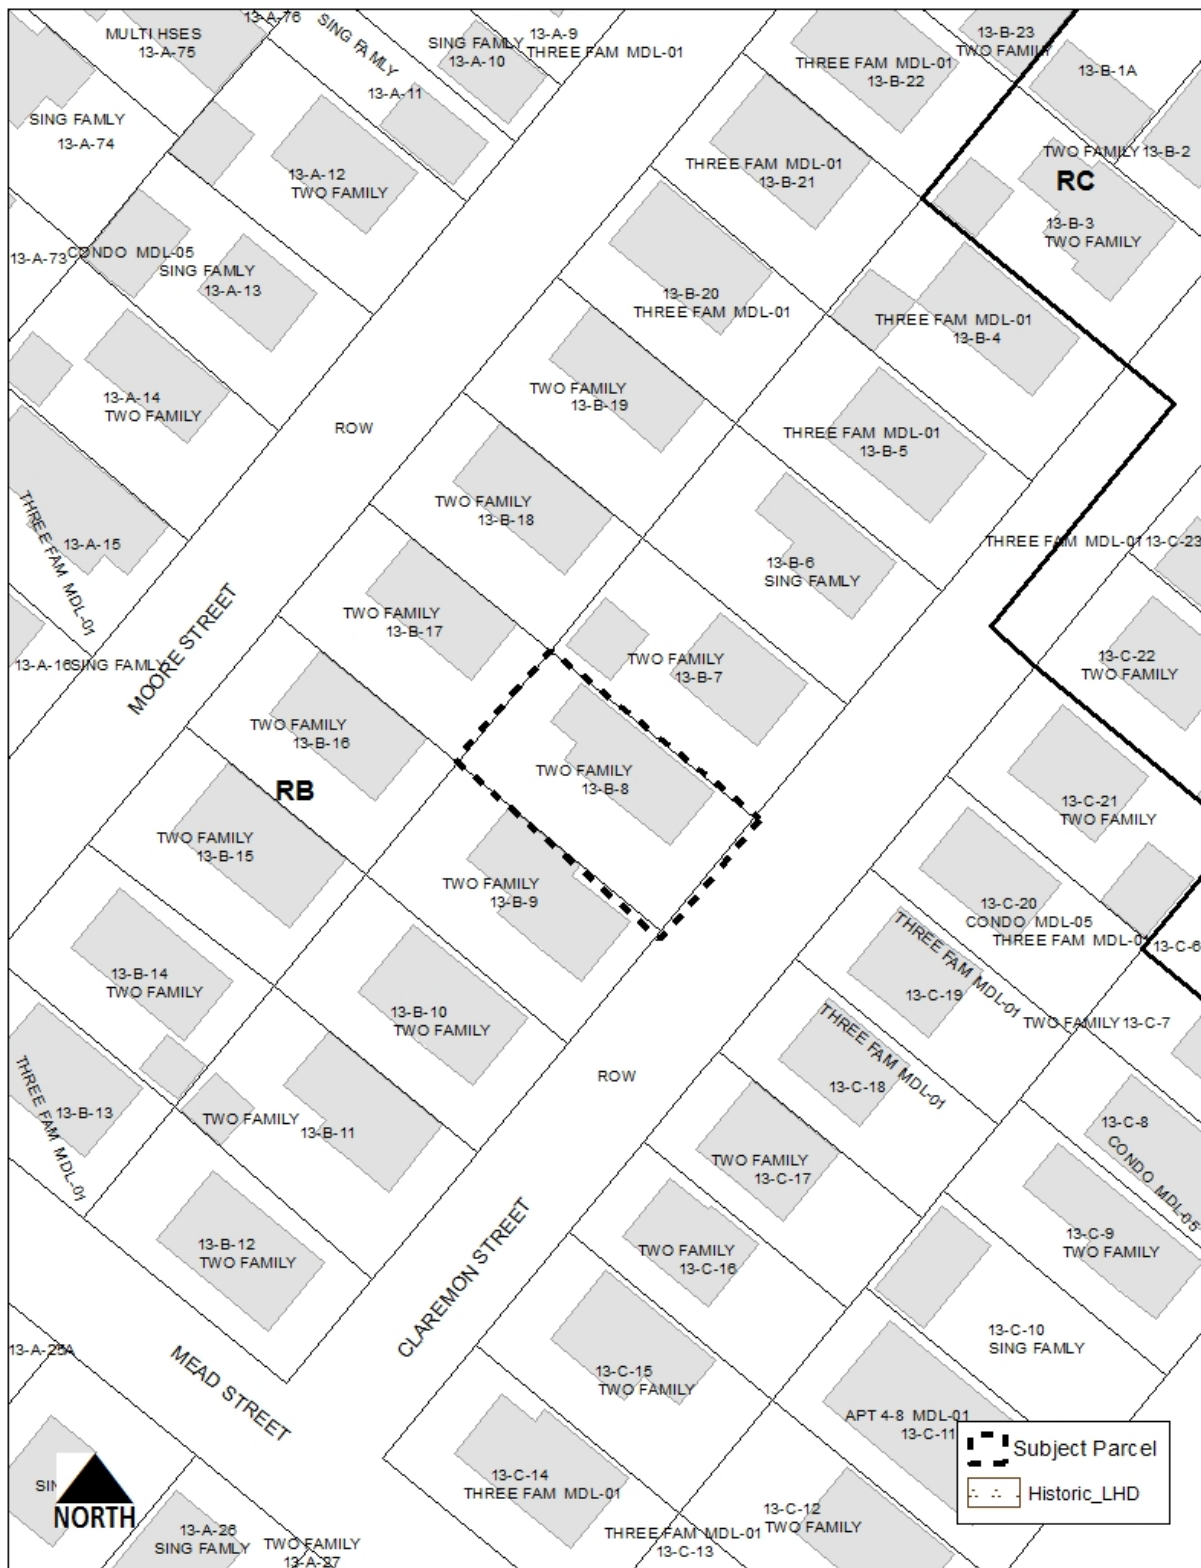 13-A-76
MULTI HSES
13-A-75
SING FAMLY
13-A-11
SING FAMLY
13-A-10
13-A-9
THREE FAM MDL-01
THREE FAM MDL-01
13-B-22
13-B-23
TWO FAMILY
13-B-1A
SING FAMLY
13-A-74
13-A-12
TWO FAMILY
THREE FAM MDL-01
13-B-21
TWO FAMILY 13-B-2
RC
13-B-3
TWO FAMILY
13-A-73
CONDO MDL-05
SING FAMLY
13-A-13
13-B-20
THREE FAM MDL-01
THREE FAM MDL-01
13-B-4
13-A-14
TWO FAMILY
TWO FAMILY
13-B-19
ROW
THREE FAM MDL-01
13-B-5
THREE FAM MDL-01
13-A-15
TWO FAMILY
13-B-18
13-B-6
SING FAMLY
THREE FAM MDL-01 13-C-23
MOORE STREET
TWO FAMILY
13-B-17
13-A-16 SING FAMLY
TWO FAMILY
13-B-7
13-C-22
TWO FAMILY
TWO FAMILY
13-B-16
RB
TWO FAMILY
13-B-8
13-C-21
TWO FAMILY
TWO FAMILY
13-B-15
TWO FAMILY
13-B-9
13-C-20
CONDO MDL-05
THREE FAM MDL-01
13-C-6
THREE FAM MDL-01
13-C-19
13-B-14
TWO FAMILY
13-B-10
TWO FAMILY
TWO FAMILY 13-C-7
THREE FAM MDL-01
13-C-18
ROW
THREE FAM MDL-01
13-B-13
TWO FAMILY
13-B-11
13-C-8
CONDO MDL-05
TWO FAMILY
13-C-17
13-B-12
TWO FAMILY
CLAREMON STREET
TWO FAMILY
13-C-16
13-C-9
TWO FAMILY
13-C-10
SING FAMLY
13-A-25A
MEAD STREET
13-C-15
TWO FAMILY
APT 4-8 MDL-01
13-C-11
Subject Parcel
Historic_LHD
SIN
NORTH
13-C-14
THREE FAM MDL-01
13-C-12
TWO FAMILY
13-A-26
SING FAMLY
TWO FAMILY
13-A-27
THREE FAM MDL-01
13-C-13